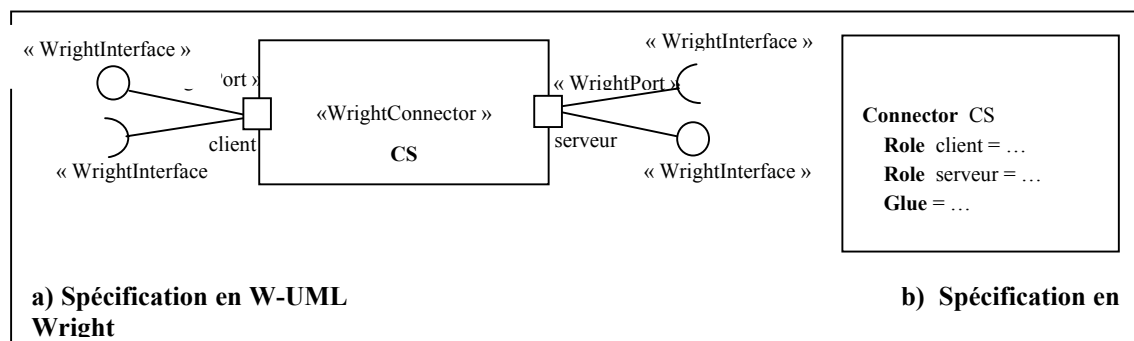 « WrightInterface »
« WrightInterface »
ort »
« WrightPort »
«WrightConnector »
client
serveur
CS
« WrightInterface
« WrightInterface »
Connector CS
Role client = …
Role serveur = …
Glue = …
a) Spécification en W-UML
b) Spécification en
Wright